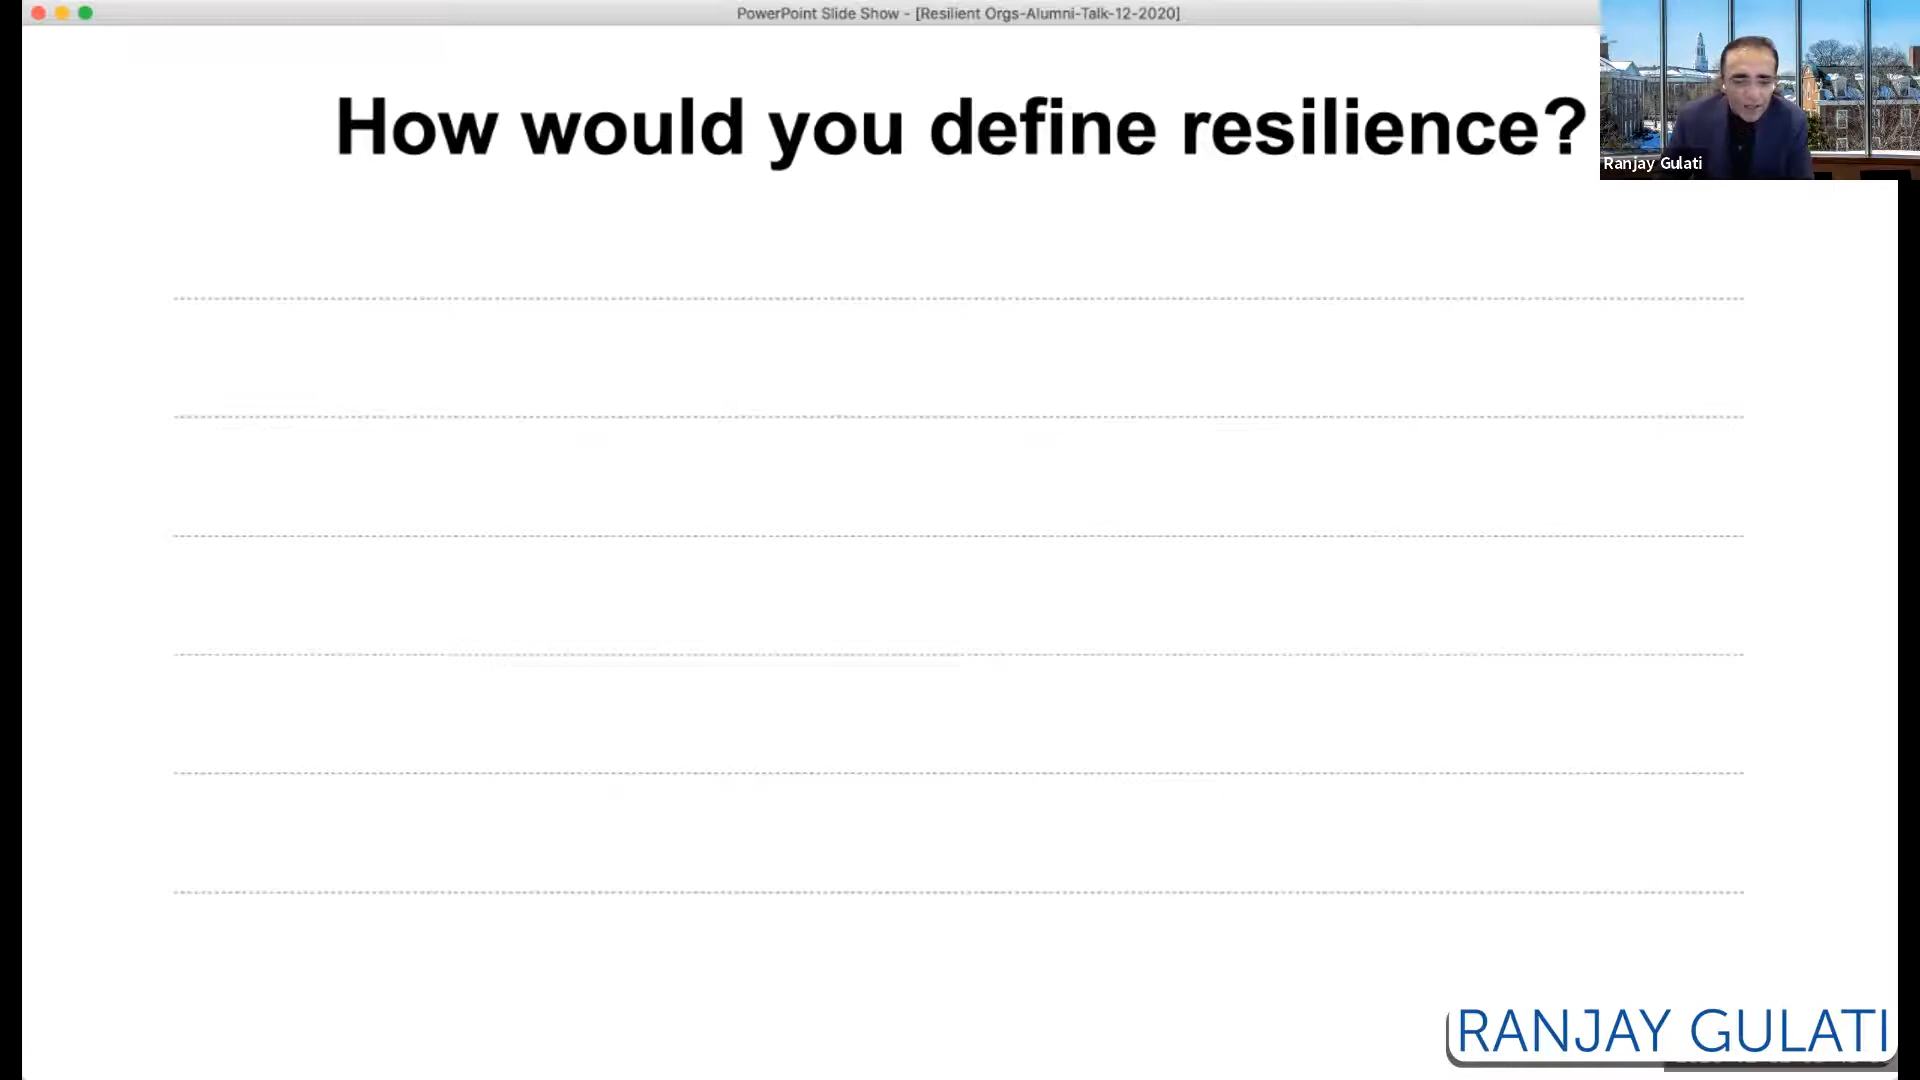 PowerPoint Slide Show - [Resilient Orgs-Alumni-Talk-12-2020]
How would you define resilience?
Ranjay Gulati
RANJAY GULATI